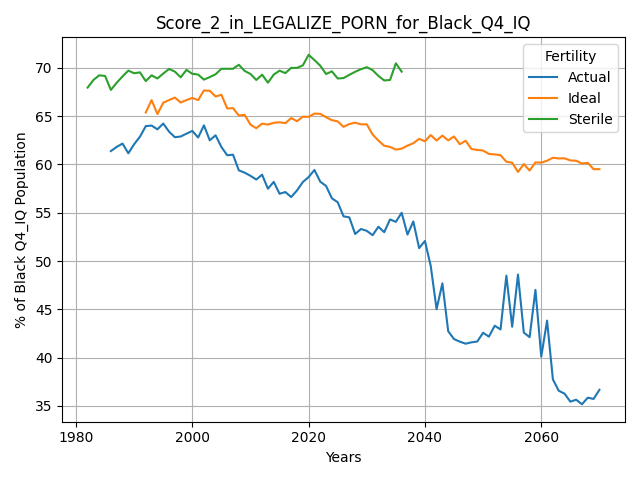 Score_2_in_LEGALIZE_PORN_for_Black_Q4_IQ
Fertility
Actual
Ideal
Sterile
% of Black Q4_IQ Population
70
65
60
55
50
45
40
35
1980
2000
2020
2040
2060
Years